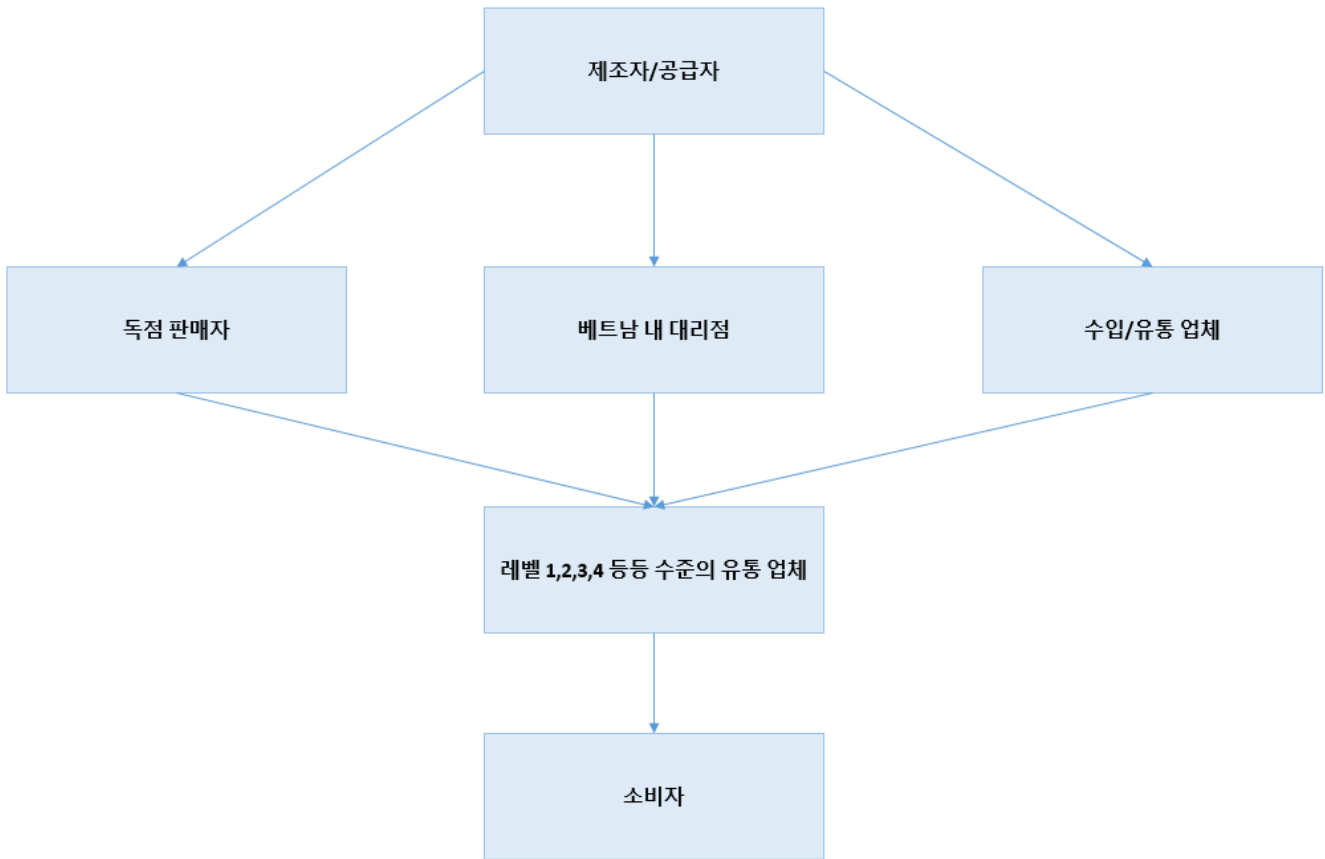 제조자/공급자
독점 판매자
베트남 내 대리점
수입/유통 업체
레벨 1,2,3,4 등등 수준의 유통 업체
소비자